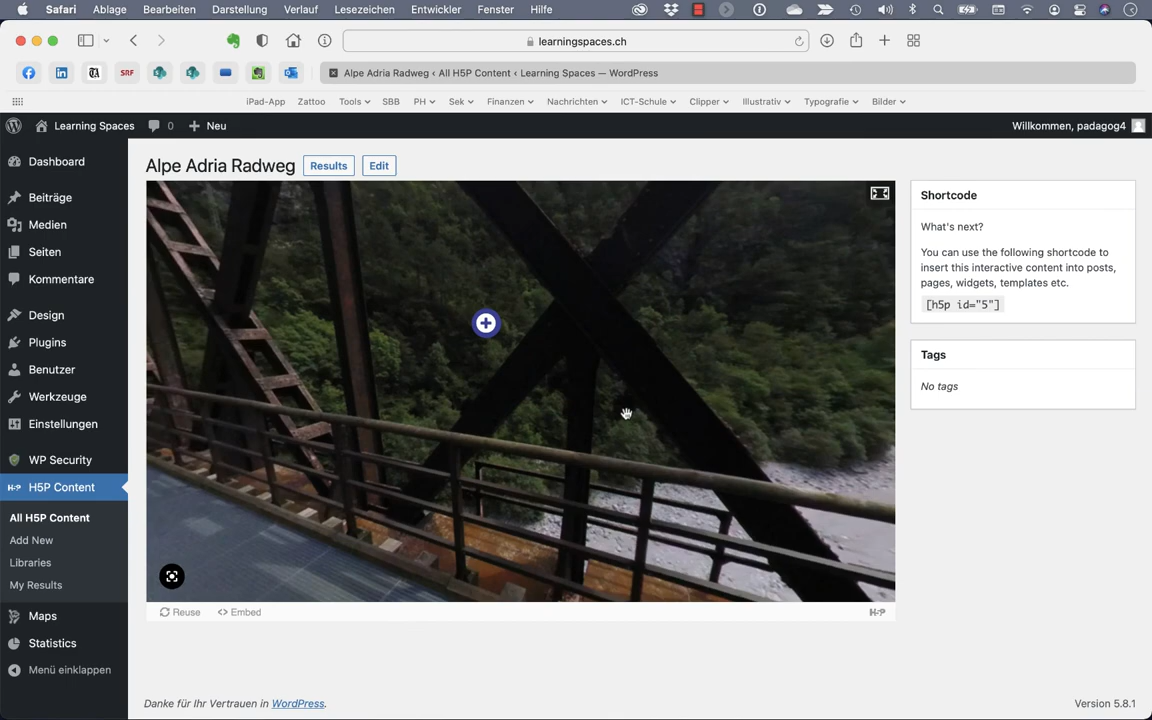 Safari Ablage Bearbeiten Darstellung Verlauf Lesezeichen Entwickler Fenster Hilfe
learningspaces.ch
SRF
Alpe Adria Radweg ‹ All H5P Content ‹ Learning Spaces — WordPress
iPad-App Zattoo Tools SBB PH Sek Finanzen Nachrichten ICT-Schule Clipper Illustrativ Typografie Bilder
Learning Spaces 0 Neu Willkommen, padagog4
Dashboard
Beiträge
Medien
Seiten
Kommentare
Design
Plugins
Benutzer
Werkzeuge
Einstellungen
WP Security
H5P Content
All H5P Content
Add New
Libraries
My Results
Maps
Statistics
Menü einklappen
Alpe Adria Radweg Results Edit
Reuse Embed H5P
Shortcode
What's next?
You can use the following shortcode to
insert this interactive content into posts,
pages, widgets, templates etc.
[h5p id="5"]
Tags
No tags
Danke für Ihr Vertrauen in WordPress. Version 5.8.1